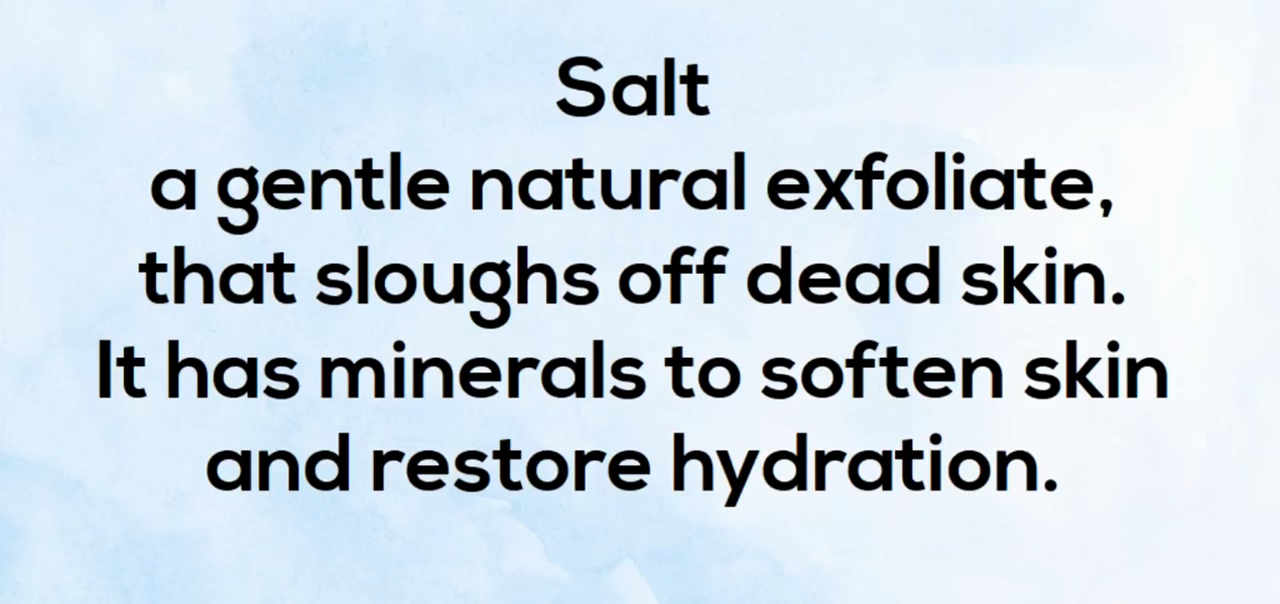 Salt
a gentle natural exfoliate,
that sloughs off dead skin.
It has minerals to soften skin
and restore hydration.